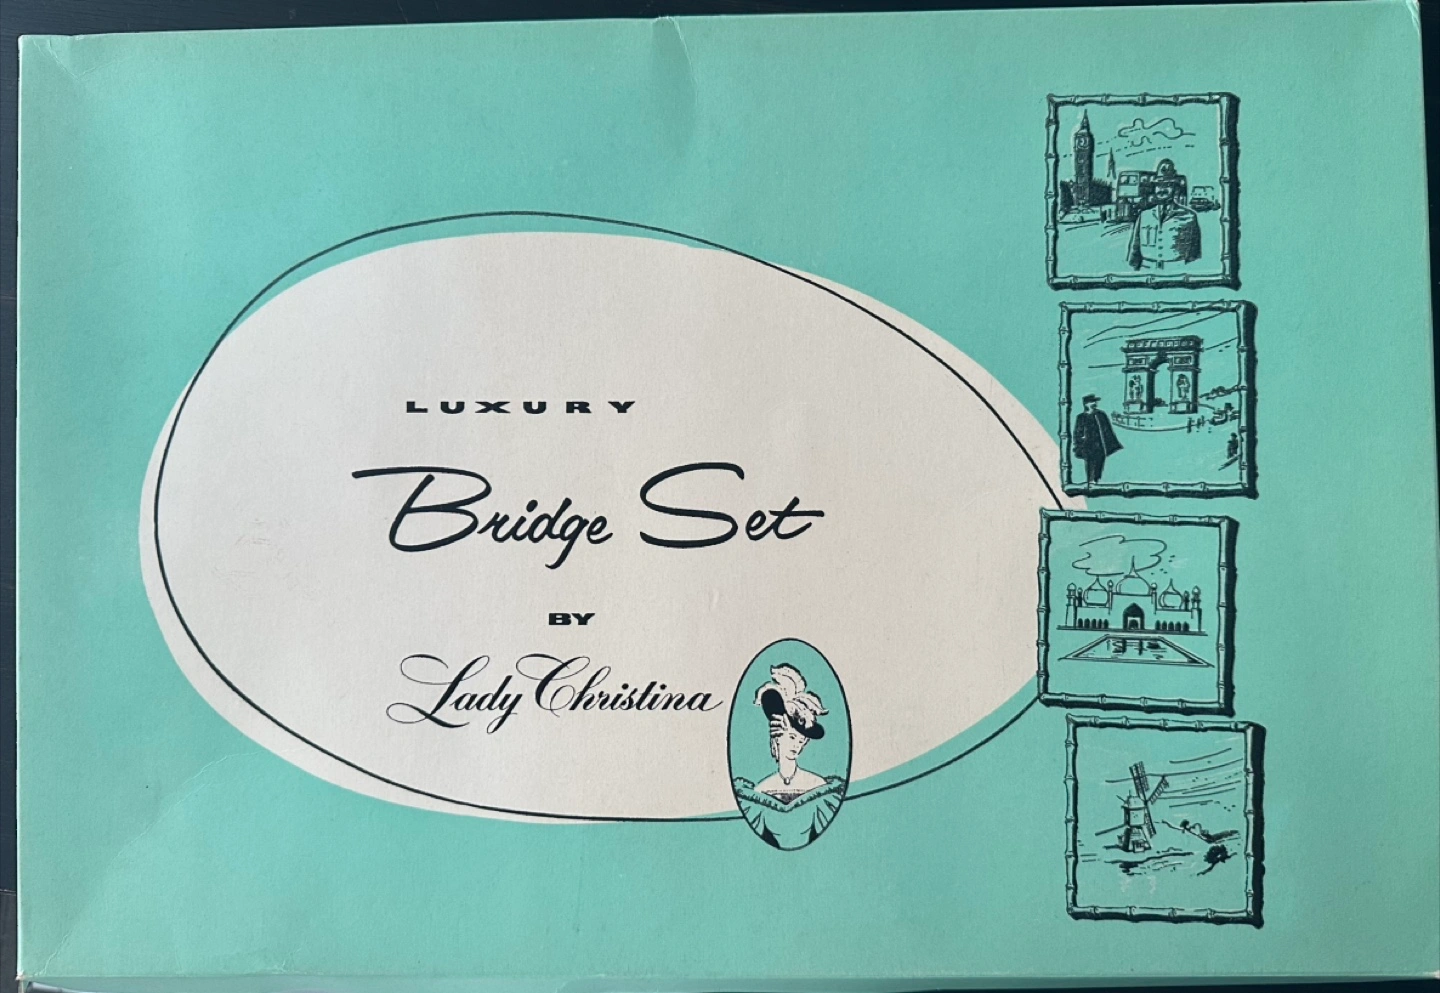 LUXURY
Bridge Set
BY
Lady Christina